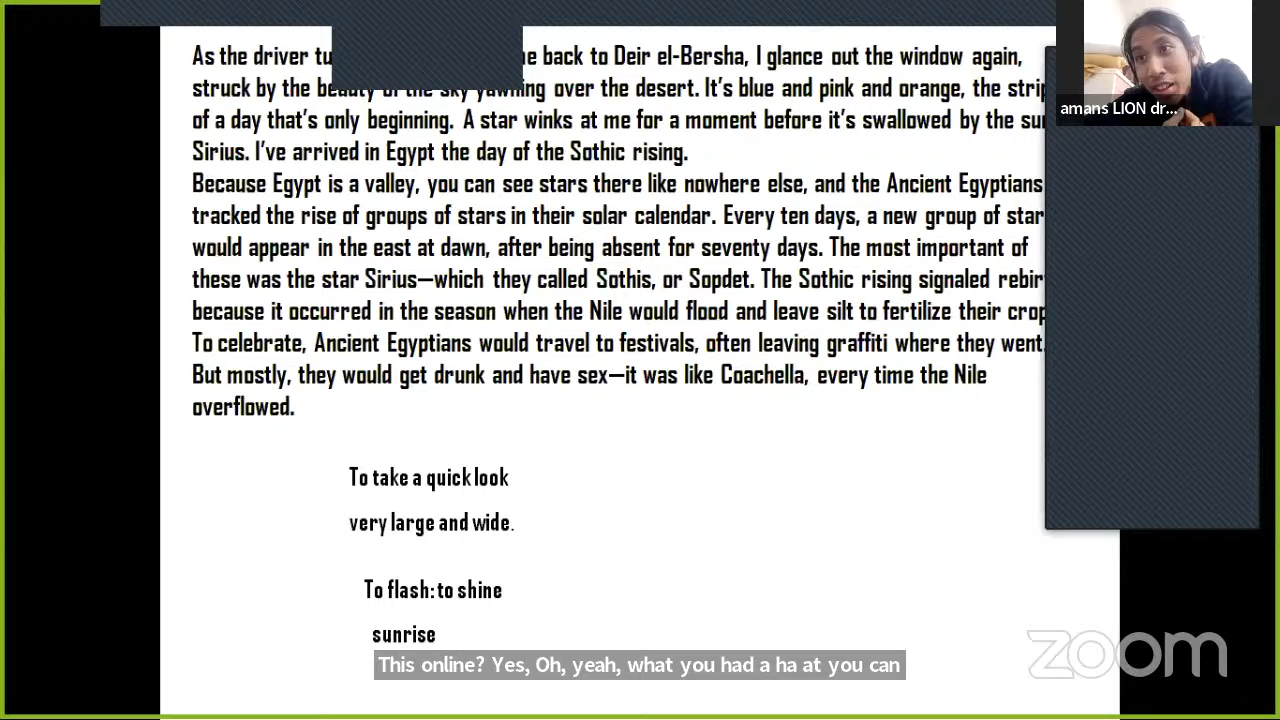 As the driver back to Deir el-Bersha, I glance out the window again,
struck by the beauty of the sky yawning over the desert. It's blue and pink and orange, the
of a day that's only beginning. A star winks at me for a moment before it's swallowed by the
Sirius. I've arrived in Egypt the day of the Sothic rising.
Because Egypt is a valley, you can see stars there like nowhere else, and the Ancient Egyptians
tracked the rise of groups of stars in their solar calendar. Every ten days, a new group of
would appear in the east at dawn, after being absent for seventy days. The most important of
these was the star Sirius—which they called Sothis, or Sopdet. The Sothic rising signaled
because it occurred in the season when the Nile would flood and leave silt to fertilize their
To celebrate, Ancient Egyptians would travel to festivals, often leaving graffiti where they went.
But mostly, they would get drunk and have sex—it was like Coachella, every time the Nile
overflowed.
To take a quick look
very large and wide.
To flash: to shine
sunrise
This online? Yes, Oh, yeah, what you had a ha at you can
amans LION dr...
zoom